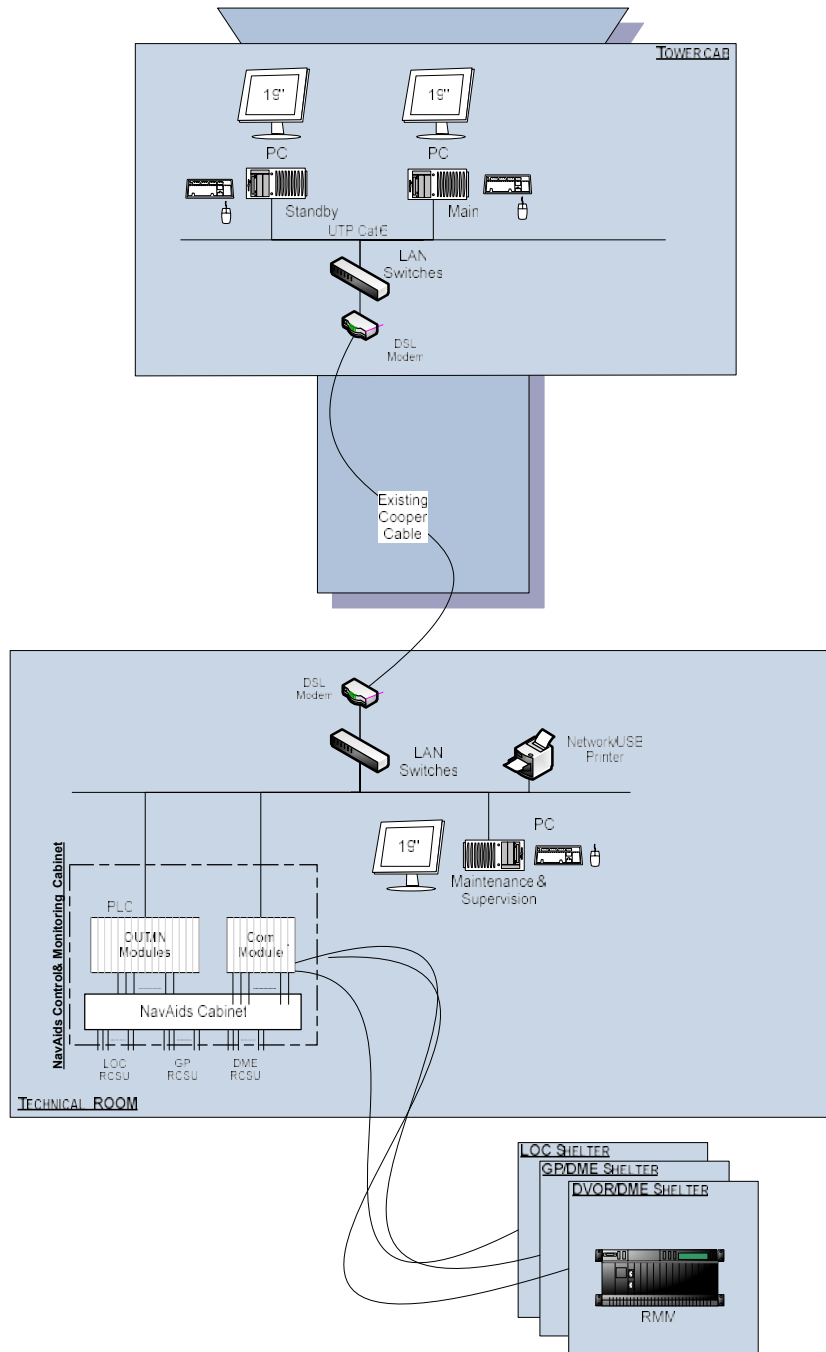 TOWER CAB
19"
19"
PC
PC
Standby
Main
UTP Cat6
LAN
Switches
DSL
Modem
Existing
Cooper
Cable
DSL
Modem
LAN
Switches
Network/USB
Printer
PC
19"
Maintenance &
Supervision
NavAids Control& Monitoring Cabinet
PLC
OUT/IN
Modules
Com
Module
NavAids Cabinet
LOC
RCSU
GP
RCSU
DME
RCSU
TECHNICAL ROOM
LOC SHELTER
GP/DME SHELTER
DVOR/DME SHELTER
RMM